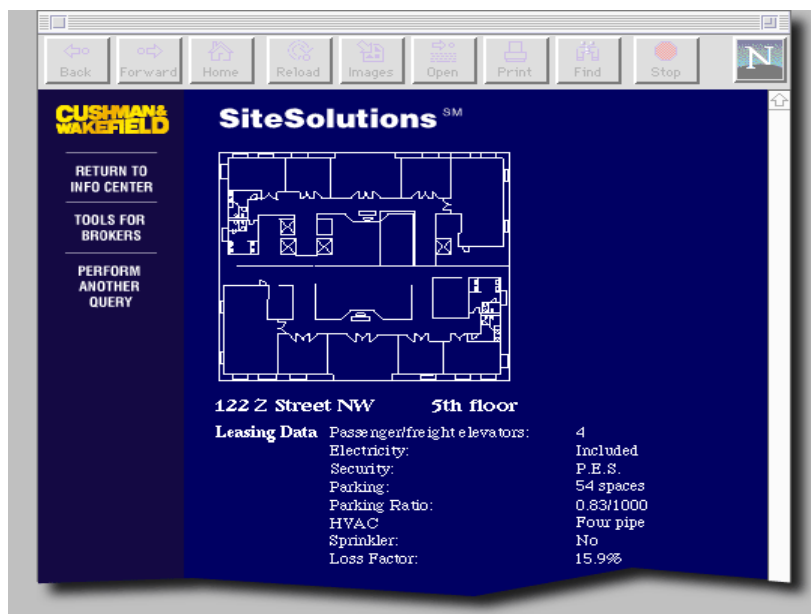 Back Forward Home Reload Images Open Print Find Stop N
CUSHMAN&
WAKEFIELD
SiteSolutions SM
RETURN TO
INFO CENTER
TOOLS FOR
BROKERS
PERFORM
ANOTHER
QUERY
122 Z Street NW 5th floor
Leasing Data Passenger/freight elevators: 4
Electricity: Included
Security: P.E.S.
Parking: 54 spaces
Parking Ratio: 0.83/1000
HVAC Four pipe
Sprinkler: No
Loss Factor: 15.9%